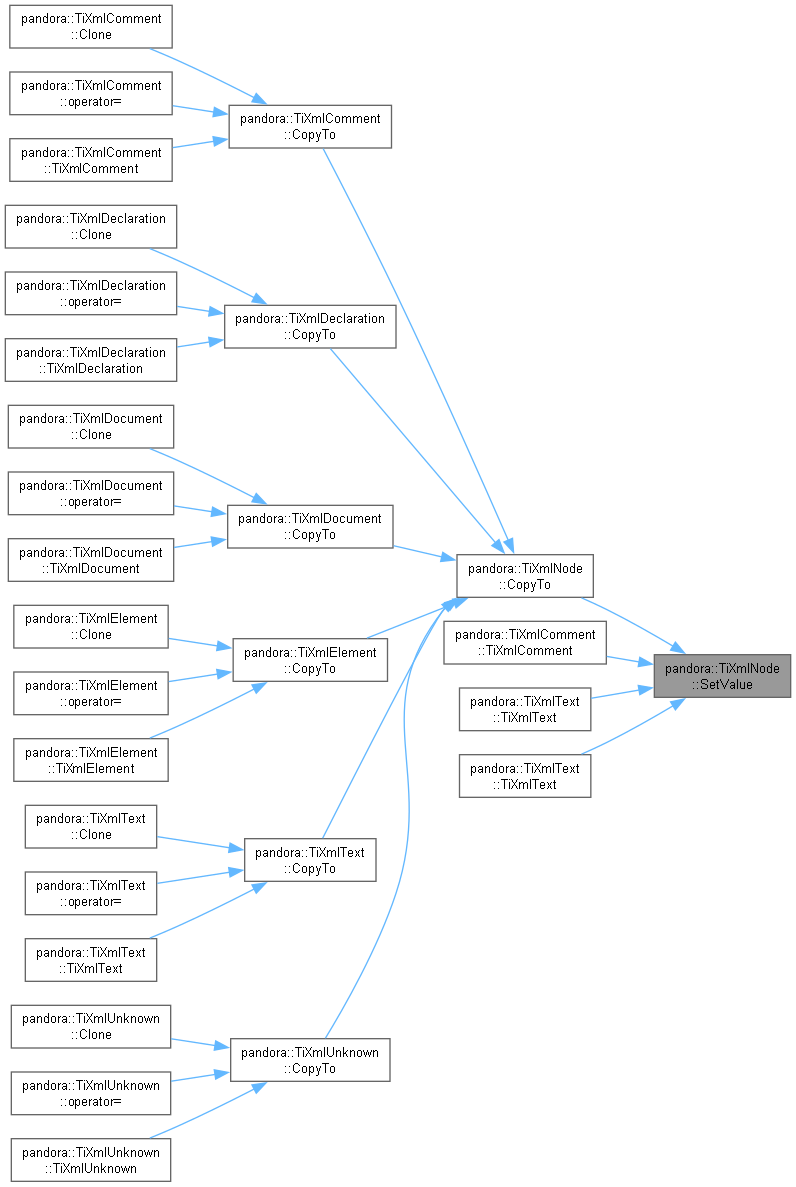 pandora::TiXmlComment
::Clone
pandora::TiXmlComment
::operator=
pandora::TiXmlComment
::TiXmlComment
pandora::TiXmlComment
::CopyTo
pandora::TiXmlDeclaration
::Clone
pandora::TiXmlDeclaration
::operator=
pandora::TiXmlDeclaration
::TiXmlDeclaration
pandora::TiXmlDeclaration
::CopyTo
pandora::TiXmlDocument
::Clone
pandora::TiXmlDocument
::operator=
pandora::TiXmlDocument
::TiXmlDocument
pandora::TiXmlDocument
::CopyTo
pandora::TiXmlElement
::Clone
pandora::TiXmlElement
::operator=
pandora::TiXmlElement
::TiXmlElement
pandora::TiXmlElement
::CopyTo
pandora::TiXmlText
::Clone
pandora::TiXmlText
::operator=
pandora::TiXmlText
::TiXmlText
pandora::TiXmlText
::CopyTo
pandora::TiXmlUnknown
::Clone
pandora::TiXmlUnknown
::operator=
pandora::TiXmlUnknown
::TiXmlUnknown
pandora::TiXmlUnknown
::CopyTo
pandora::TiXmlNode
::CopyTo
pandora::TiXmlComment
::TiXmlComment
pandora::TiXmlText
::TiXmlText
pandora::TiXmlText
::TiXmlText
pandora::TiXmlNode
::SetValue